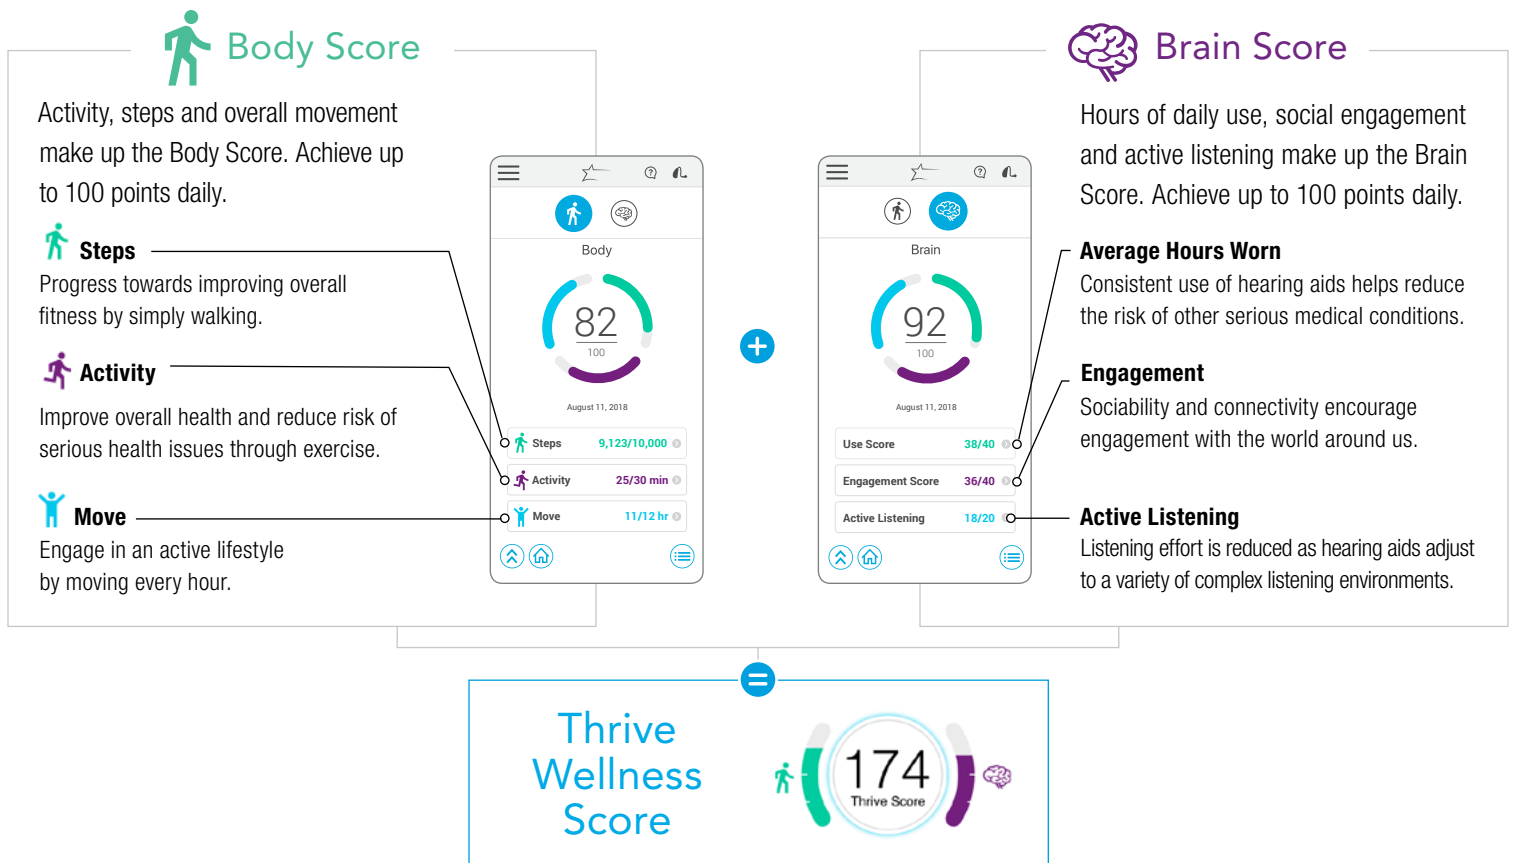 Body Score
Activity, steps and overall movement
make up the Body Score. Achieve up
to 100 points daily.
Steps
Progress towards improving overall
fitness by simply walking.
Activity
Improve overall health and reduce risk of
serious health issues through exercise.
Move
Engage in an active lifestyle
by moving every hour.
?
Body
82
100
August 11, 2018
Steps 9,123/10,000
Activity 25/30 min
Move 11/12 hr
+
?
Brain
92
100
August 11, 2018
Use Score 38/40
Engagement Score 36/40
Active Listening 18/20
Brain Score
Hours of daily use, social engagement
and active listening make up the Brain
Score. Achieve up to 100 points daily.
Average Hours Worn
Consistent use of hearing aids helps reduce
the risk of other serious medical conditions.
Engagement
Sociability and connectivity encourage
engagement with the world around us.
Active Listening
Listening effort is reduced as hearing aids adjust
to a variety of complex listening environments.
=
Thrive
Wellness
Score
174
Thrive Score